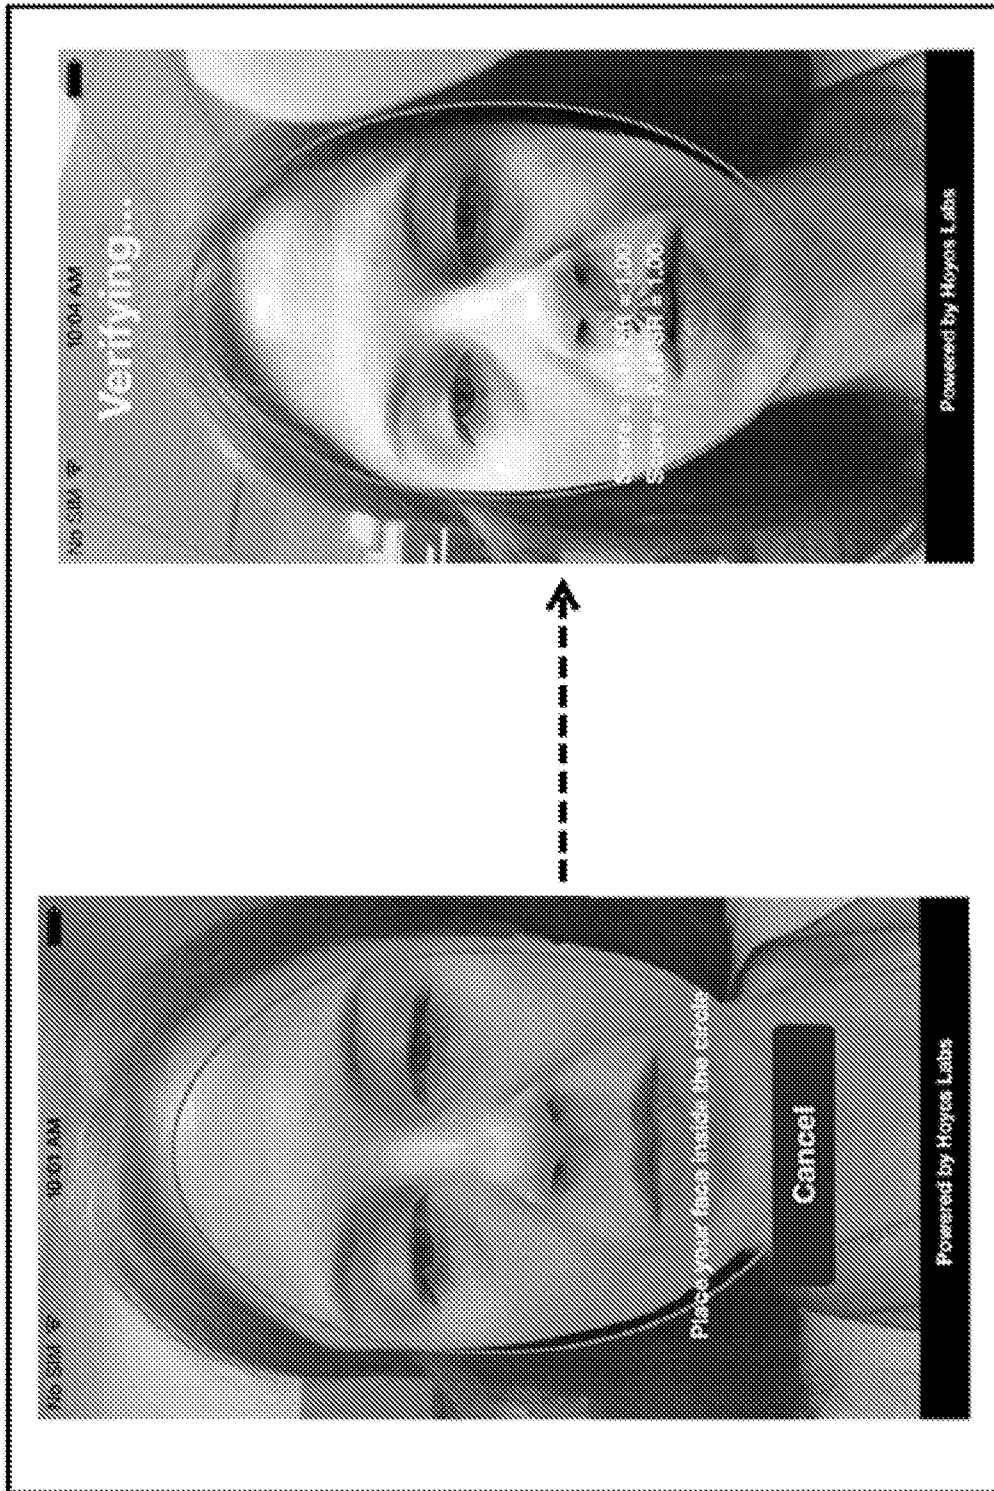 No SIM 10:01 AM
Place your face inside the circle
Cancel
Powered by Hoyos Labs
No SIM 10:04 AM
Verifying...
Powered by Hoyos Labs